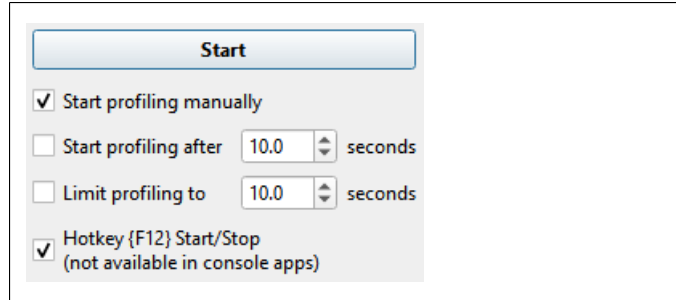 Start
Start profiling manually
Start profiling after 10.0 seconds
Limit profiling to 10.0 seconds
Hotkey {F12} Start/Stop
(not available in console apps)